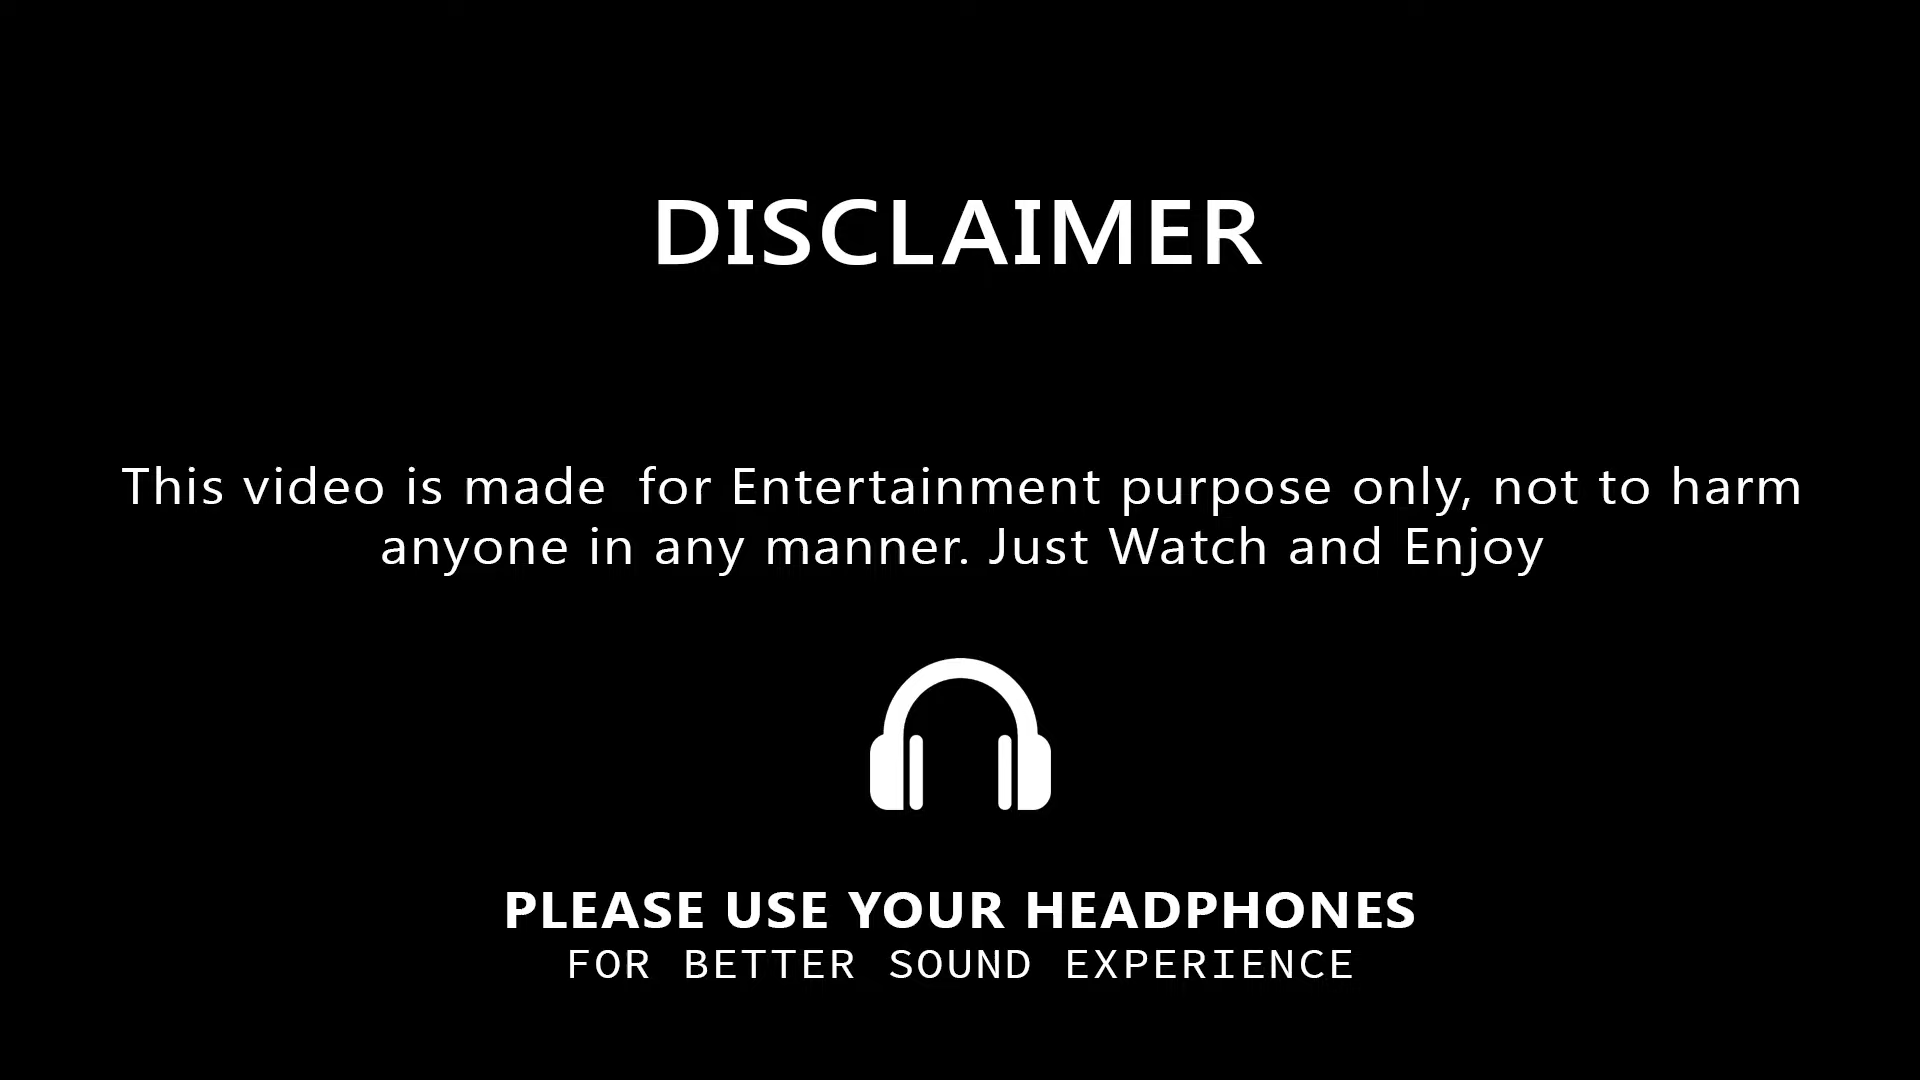 DISCLAIMER
This video is made  for Entertainment purpose only, not to harm
anyone in any manner. Just Watch and Enjoy
PLEASE USE YOUR HEADPHONES
FOR BETTER SOUND EXPERIENCE